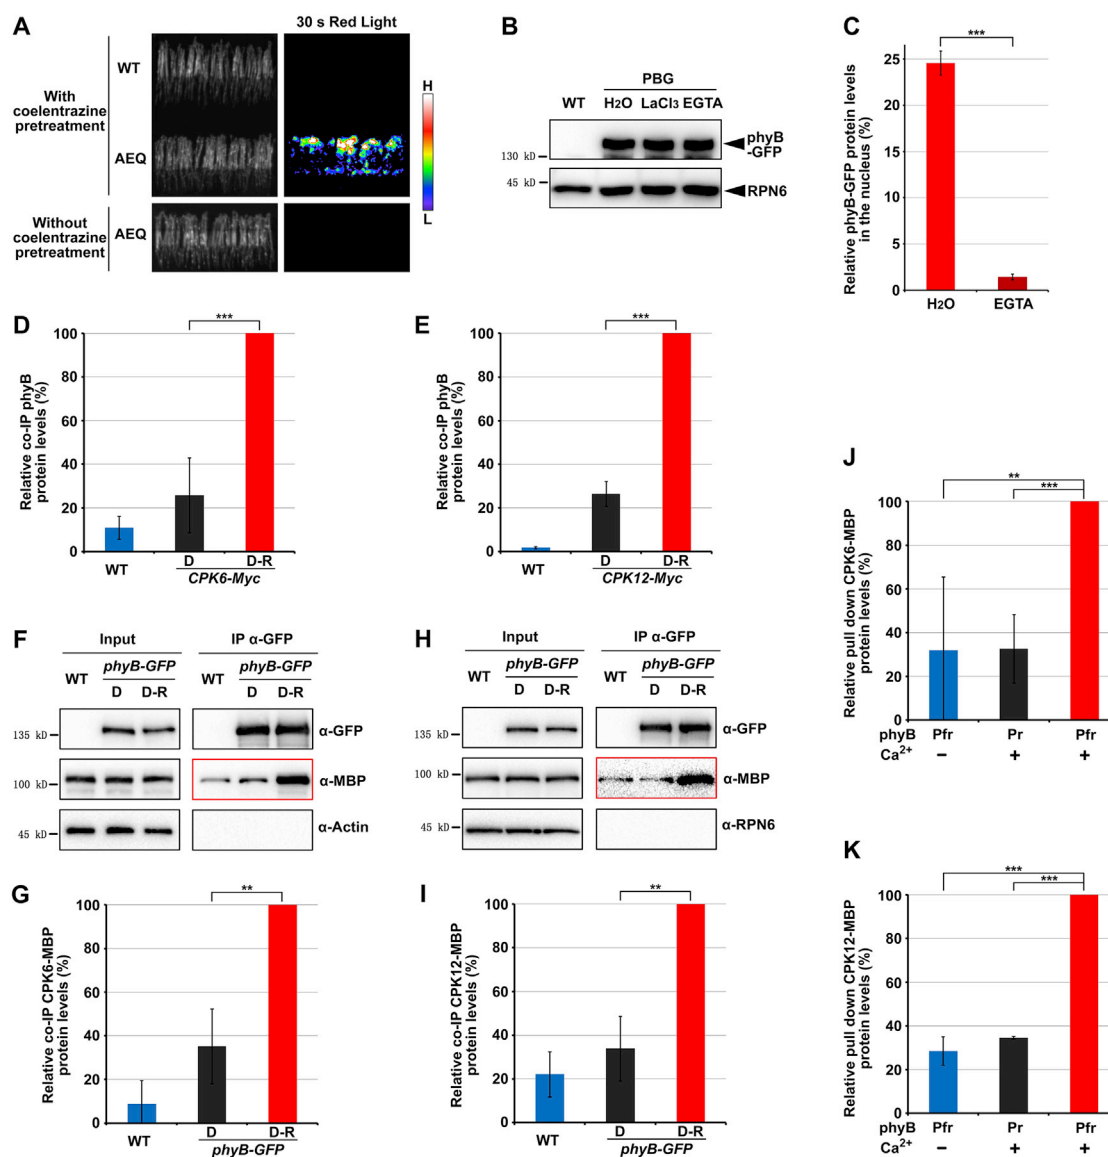 A
30 s Red Light
With
coelentrazine
pretreatment
WT
AEQ
Without
coelentrazine
pretreatment
AEQ
H
L
B
PBG
WT H2O LaCl3 EGTA
130 kD
phyB
-GFP
45 kD
RPN6
C
***
Relative phyB-GFP protein levels
in the nucleus (%)
25
20
15
10
5
0
H2O EGTA
D
***
Relative co-IP phyB
protein levels (%)
100
80
60
40
20
0
WT D D-R
CPK6-Myc
E
***
Relative co-IP phyB
protein levels (%)
100
80
60
40
20
0
WT D D-R
CPK12-Myc
F
Input IP α-GFP
WT phyB-GFP WT phyB-GFP
D D-R D D-R
135 kD α-GFP
100 kD α-MBP
45 kD α-Actin
G
**
Relative co-IP CPK6-MBP
protein levels (%)
100
80
60
40
20
0
WT D D-R
phyB-GFP
H
Input IP α-GFP
WT phyB-GFP WT phyB-GFP
D D-R D D-R
135 kD α-GFP
100 kD α-MBP
45 kD α-RPN6
I
**
Relative co-IP CPK12-MBP
protein levels (%)
100
80
60
40
20
0
WT D D-R
phyB-GFP
J
**
***
Relative pull down CPK6-MBP
protein levels (%)
100
80
60
40
20
0
phyB Pfr Pr Pfr
Ca2+ − + +
K
***
***
Relative pull down CPK12-MBP
protein levels (%)
100
80
60
40
20
0
phyB Pfr Pr Pfr
Ca2+ − + +